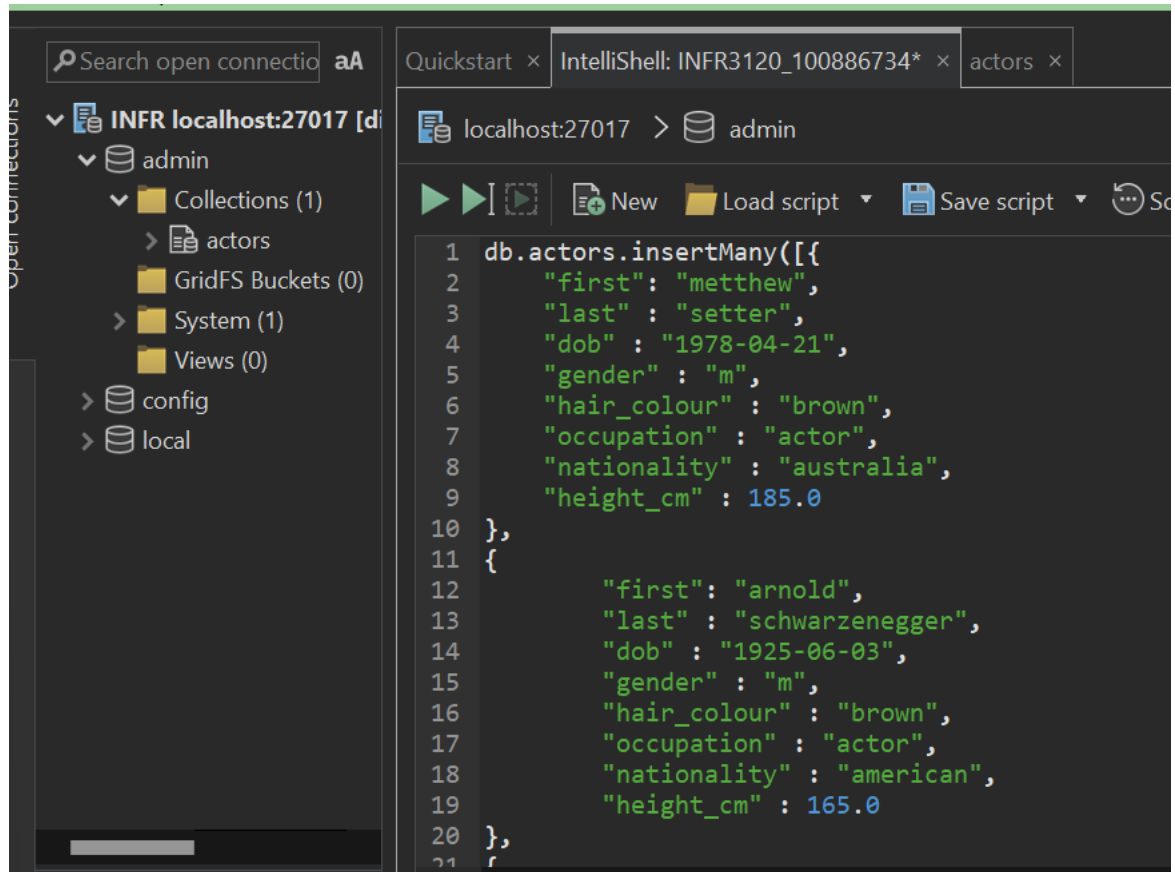 Search open connectio aA
Open connections
INFR localhost:27017 [di
admin
Collections (1)
actors
GridFS Buckets (0)
System (1)
Views (0)
config
local
Quickstart × IntelliShell: INFR3120_100886734* × actors ×
localhost:27017 > admin
New Load script Save script Sc
1 db.actors.insertMany([{
2 "first": "metthew",
3 "last" : "setter",
4 "dob" : "1978-04-21",
5 "gender" : "m",
6 "hair_colour" : "brown",
7 "occupation" : "actor",
8 "nationality" : "australia",
9 "height_cm" : 185.0
10 },
11 {
12 "first": "arnold",
13 "last" : "schwarzenegger",
14 "dob" : "1925-06-03",
15 "gender" : "m",
16 "hair_colour" : "brown",
17 "occupation" : "actor",
18 "nationality" : "american",
19 "height_cm" : 165.0
20 },
21 {